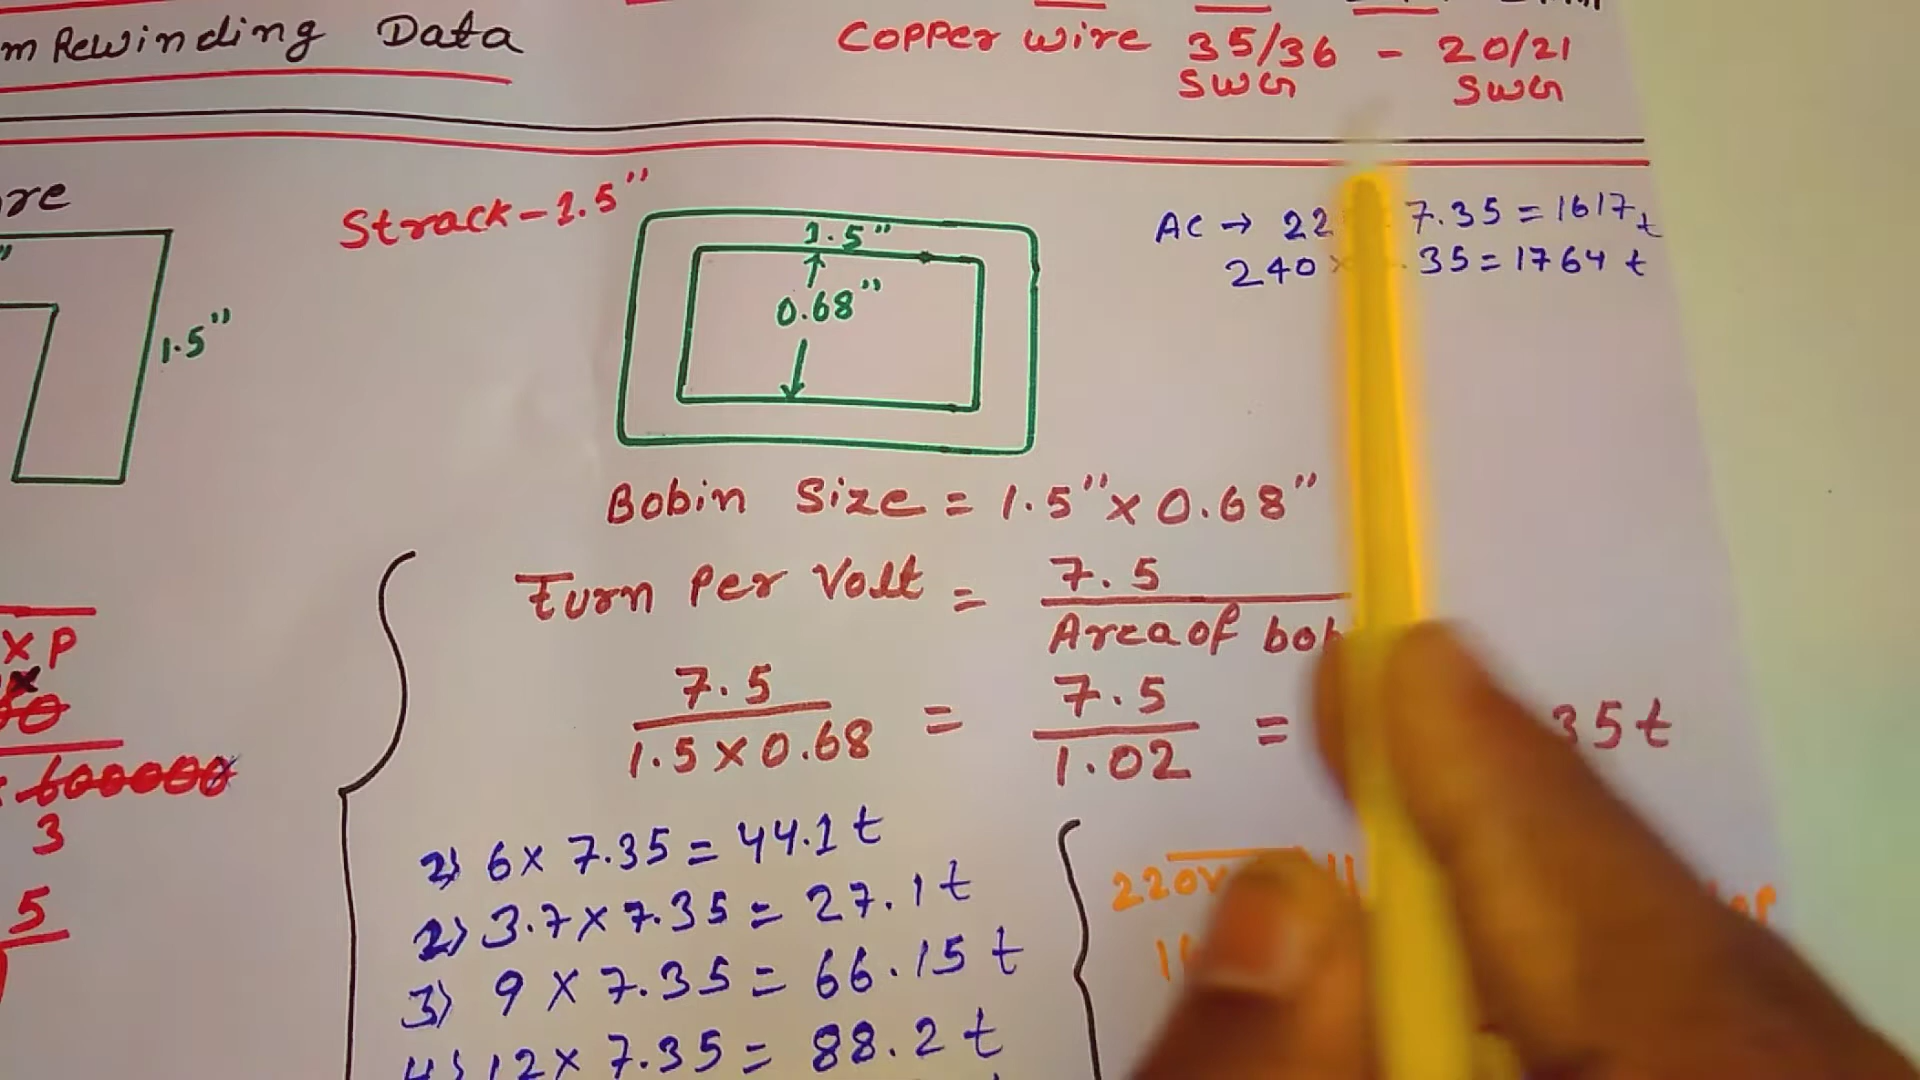 m Rewinding Data
Copper wire 35/36 - 20/21
SWG SWG
re
Strack - 1.5"
1.5"
0.68"
1.5"
AC → 22 7.35 = 1617 t
240 × .35 = 1764 t
Bobin Size = 1.5" x 0.68"
Turn Per Volt = 7.5
Area of bob
7.5 = 7.5 = 35 t
1.5 x 0.68 1.02
x P
3
5
1) 6 x 7.35 = 44.1 t
2) 3.7 x 7.35 = 27.1 t
3) 9 x 7.35 = 66.15 t
4) 12 x 7.35 = 88.2 t
220v